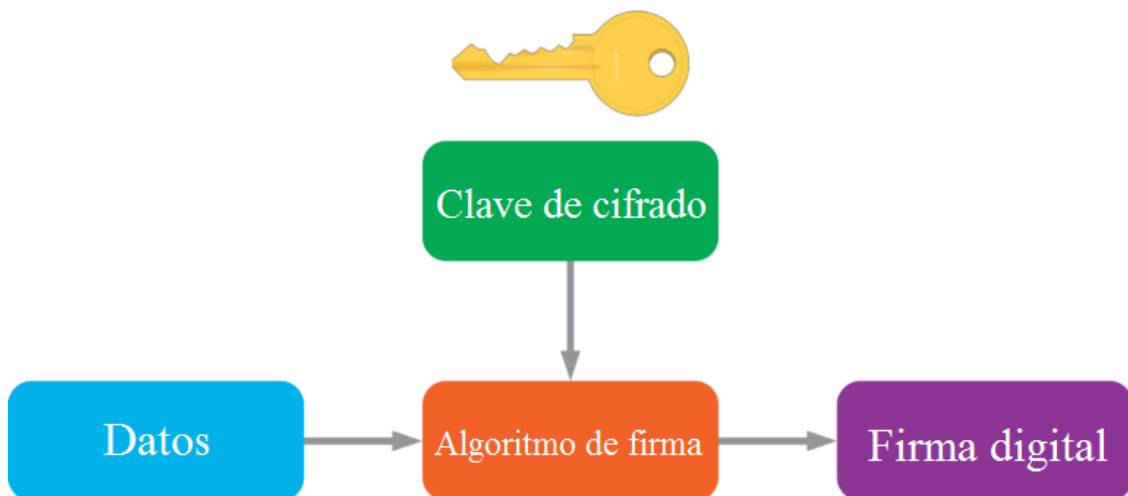 Clave de cifrado
Datos
Algoritmo de firma
Firma digital